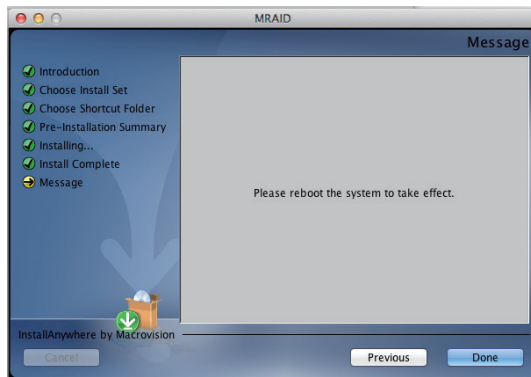 MRAID
Message
Introduction
Choose Install Set
Choose Shortcut Folder
Pre-Installation Summary
Installing...
Install Complete
Message
Please reboot the system to take effect.
InstallAnywhere by Macrovision
Cancel
Previous
Done